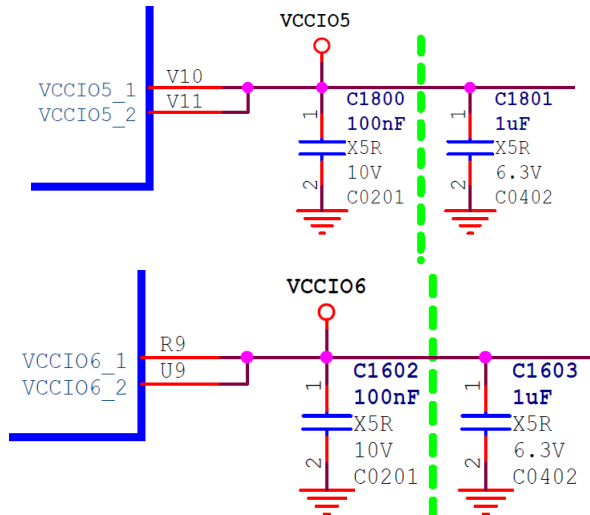 VCCIO5
VCCIO5_1 V10
VCCIO5_2 V11
1 C1800 1 C1801
100nF 1uF
X5R X5R
10V 6.3V
2 C0201 2 C0402
VCCIO6
VCCIO6_1 R9
VCCIO6_2 U9
1 C1602 1 C1603
100nF 1uF
X5R X5R
10V 6.3V
2 C0201 2 C0402